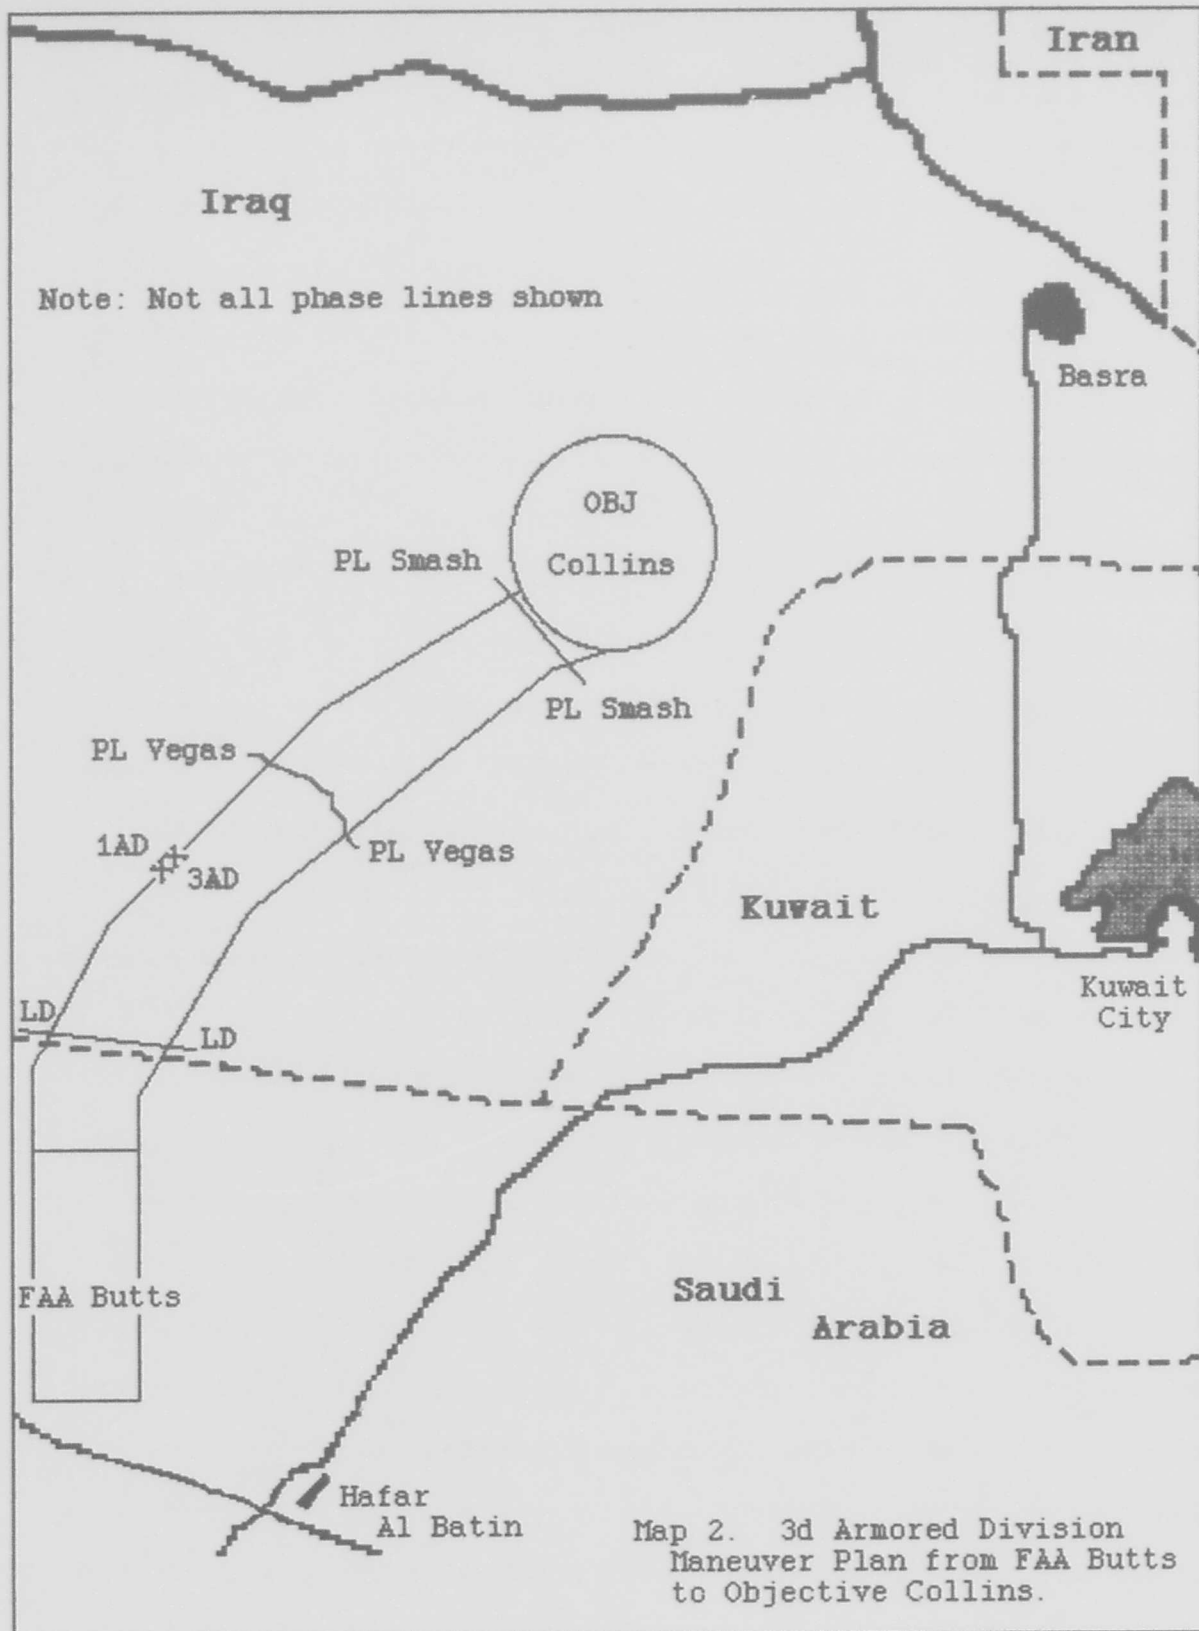 Iran
Iraq
Note: Not all phase lines shown
Basra
OBJ
Collins
PL Smash
PL Smash
PL Vegas
PL Vegas
1AD
3AD
Kuwait
Kuwait
City
LD
LD
FAA Butts
Saudi
Arabia
Hafar
Al Batin
Map 2. 3d Armored Division
Maneuver Plan from FAA Butts
to Objective Collins.